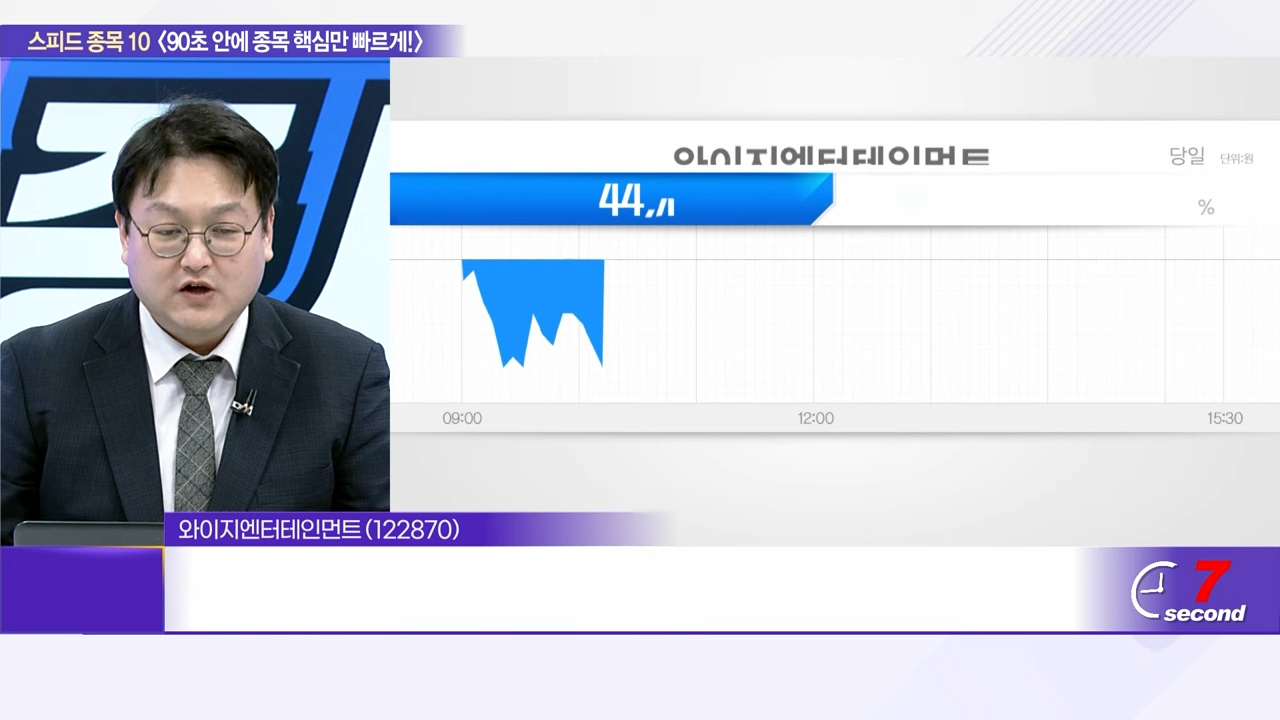 스피드 종목 10 <90초 안에 종목 핵심만 빠르게!>
당일 단위:원
44,
%
09:00 12:00 15:30
와이지엔터테인먼트 (122870)
7
second